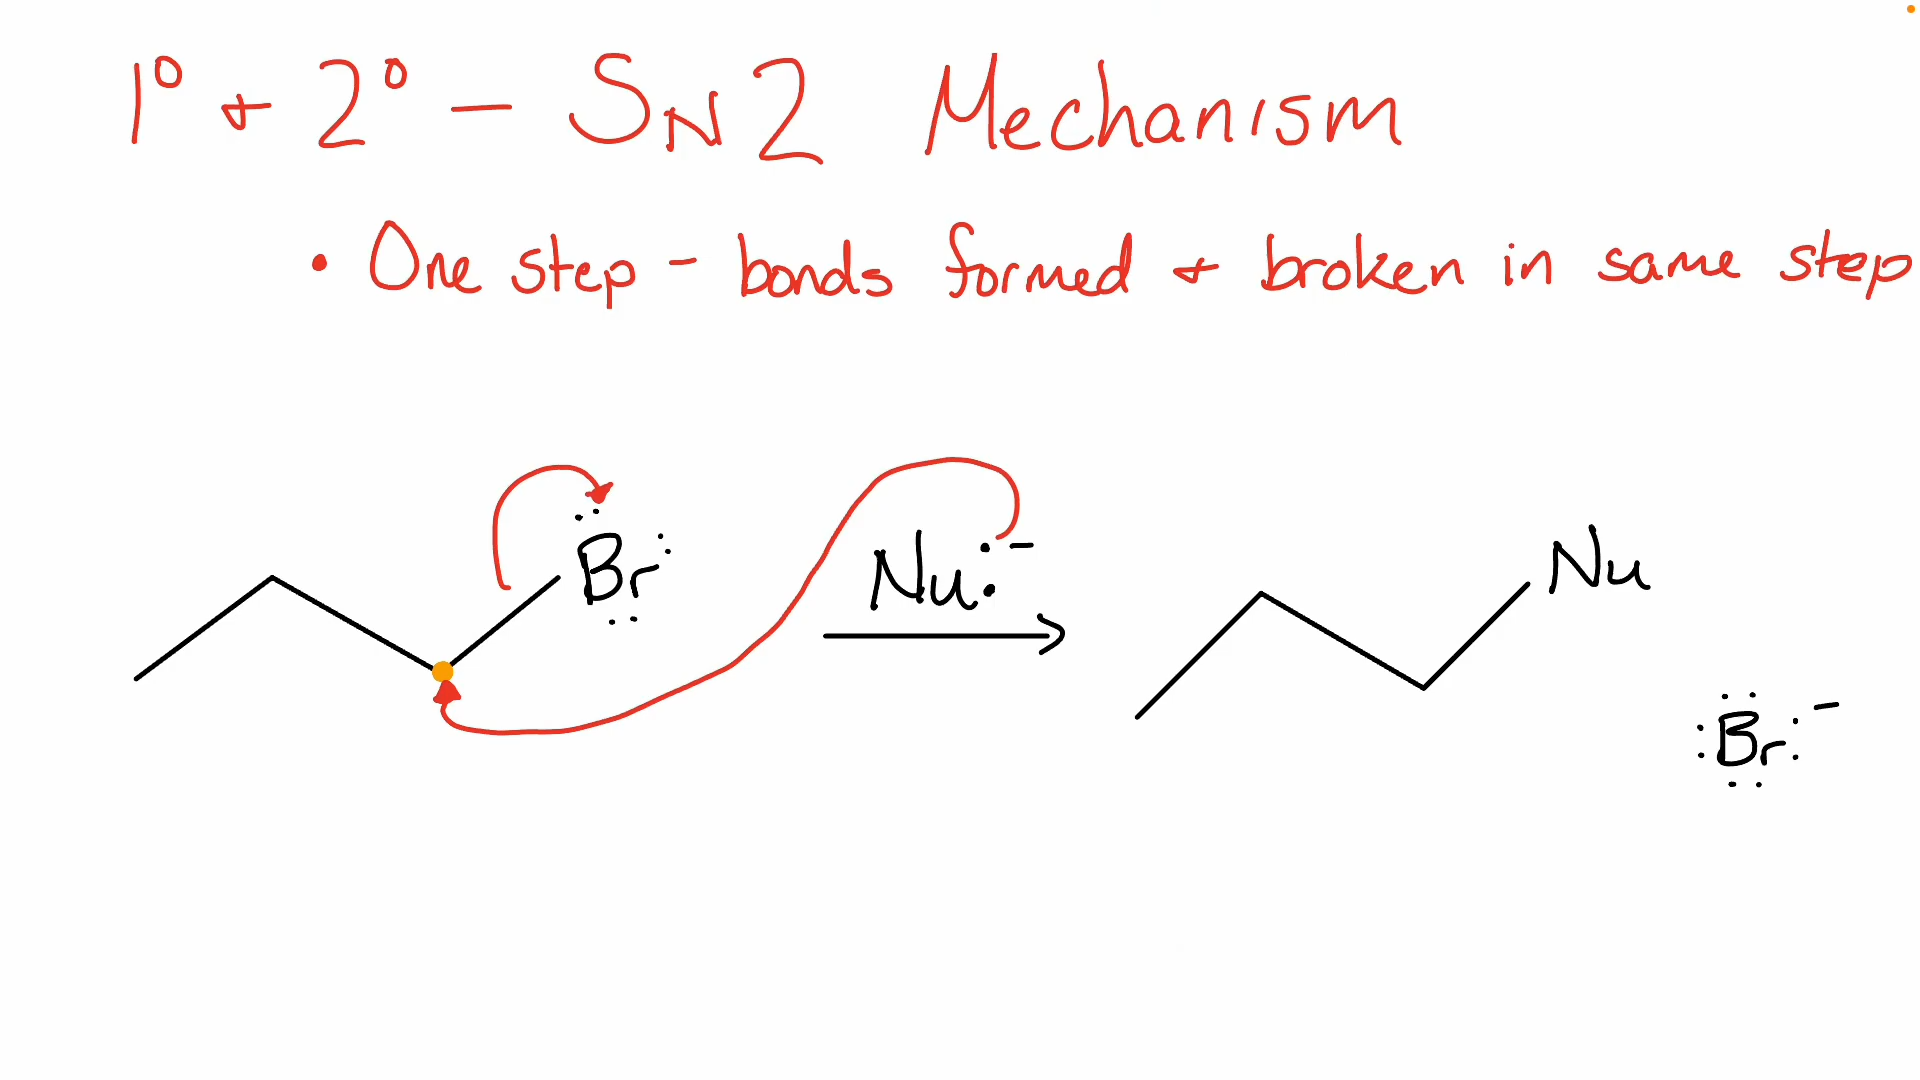 1° + 2° - SN2 Mechanism
• One step - bonds formed + broken in same step
:Br:
Nu:⁻
Nu
:Br:⁻